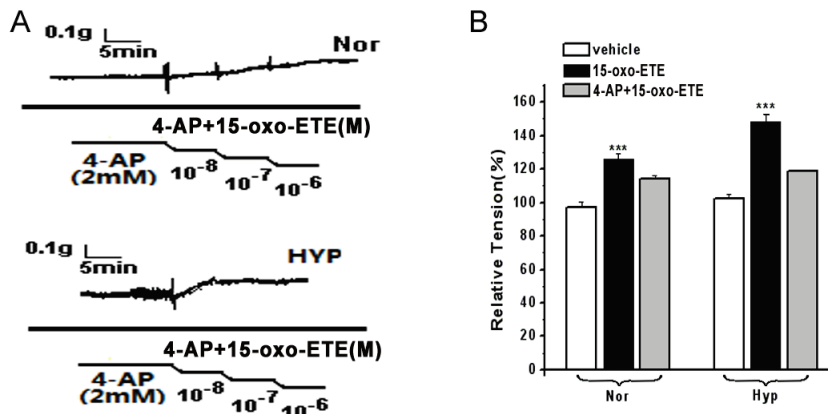 A
0.1g
5min
Nor
4-AP+15-oxo-ETE(M)
4-AP
(2mM)
10-8
10-7
10-6
0.1g
5min
HYP
4-AP+15-oxo-ETE(M)
4-AP
(2mM)
10-8
10-7
10-6
B
vehicle
15-oxo-ETE
4-AP+15-oxo-ETE
Relative Tension(%)
160
140
120
100
80
60
40
20
0
***
***
Nor
Hyp